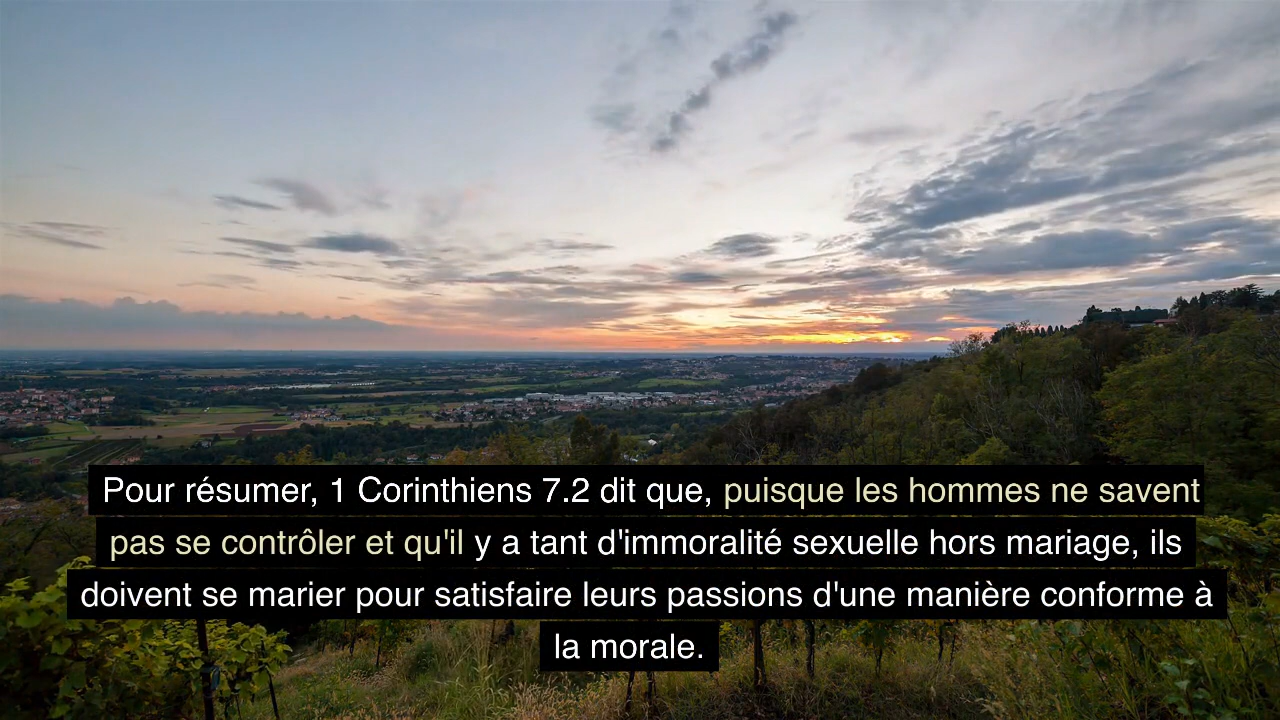 Pour résumer, 1 Corinthiens 7.2 dit que, puisque les hommes ne savent
pas se contrôler et qu'il y a tant d'immoralité sexuelle hors mariage, ils
doivent se marier pour satisfaire leurs passions d'une manière conforme à
la morale.